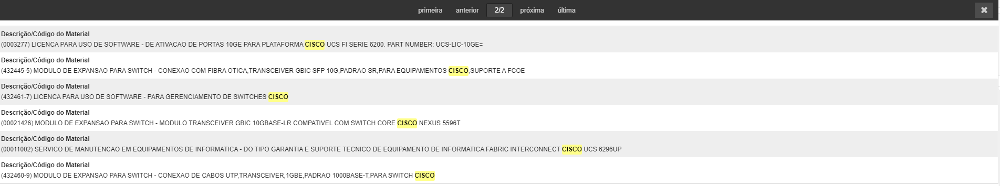 primeira anterior 2/2 próxima última ✖
Descrição/Código do Material
(0003277) LICENCA PARA USO DE SOFTWARE - DE ATIVACAO DE PORTAS 10GE PARA PLATAFORMA CISCO UCS FI SERIE 6200. PART NUMBER: UCS-LIC-10GE=
Descrição/Código do Material
(432445-5) MODULO DE EXPANSAO PARA SWITCH - CONEXAO COM FIBRA OTICA,TRANSCEIVER GBIC SFP 10G,PADRAO SR,PARA EQUIPAMENTOS CISCO,SUPORTE A FCOE
Descrição/Código do Material
(432461-7) LICENCA PARA USO DE SOFTWARE - PARA GERENCIAMENTO DE SWITCHES CISCO
Descrição/Código do Material
(00021426) MODULO DE EXPANSAO PARA SWITCH - MODULO TRANSCEIVER GBIC 10GBASE-LR COMPATIVEL COM SWITCH CORE CISCO NEXUS 5596T
Descrição/Código do Material
(00011002) SERVICO DE MANUTENCAO EM EQUIPAMENTOS DE INFORMATICA - DO TIPO GARANTIA E SUPORTE TECNICO DE EQUIPAMENTO DE INFORMATICA FABRIC INTERCONNECT CISCO UCS 6296UP
Descrição/Código do Material
(432460-9) MODULO DE EXPANSAO PARA SWITCH - CONEXAO DE CABOS UTP,TRANSCEIVER,1GBE,PADRAO 1000BASE-T,PARA SWITCH CISCO